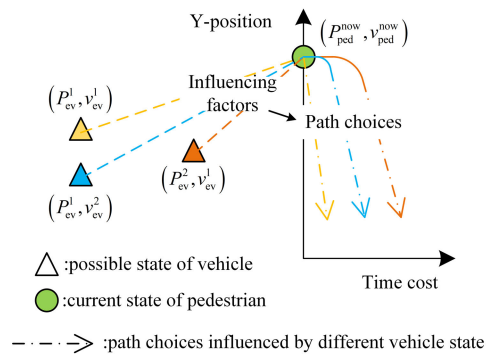 Y-position
(P_ped^now, v_ped^now)
Influencing
factors
(P_ev^1, v_ev^1)
Path choices
(P_ev^1, v_ev^2)
(P_ev^2, v_ev^1)
Time cost
:possible state of vehicle
:current state of pedestrian
:path choices influenced by different vehicle state